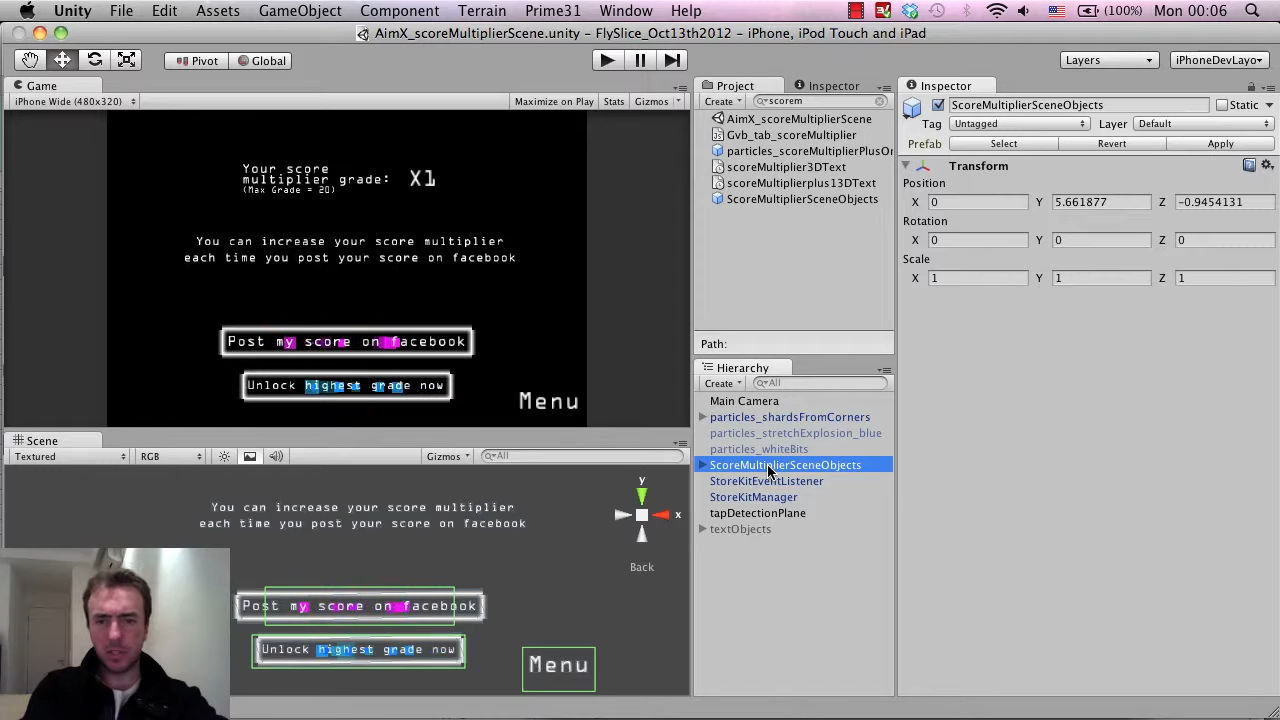 Unity File Edit Assets GameObject Component Terrain Prime31 Window Help (100%) Mon 00:06
AimX_scoreMultiplierScene.unity - FlySlice_Oct13th2012 - iPhone, iPod Touch and iPad
Pivot Global Layers iPhoneDevLayo
Game
iPhone Wide (480x320) Maximize on Play Stats Gizmos
Your score
multiplier grade: X1
(Max Grade = 20)
You can increase your score multiplier
each time you post your score on facebook
Post my score on facebook
Unlock highest grade now
Menu
Scene
Textured RGB Gizmos All
You can increase your score multiplier
each time you post your score on facebook
y
x
Back
Post my score on facebook
Unlock highest grade now
Menu
Project Inspector
Create scorem
AimX_scoreMultiplierScene
Gvb_tab_scoreMultiplier
particles_scoreMultiplierPlusOn
scoreMultiplier3DText
scoreMultiplierplus13DText
ScoreMultiplierSceneObjects
Path:
Hierarchy
Create All
Main Camera
particles_shardsFromCorners
particles_stretchExplosion_blue
particles_whiteBits
ScoreMultiplierSceneObjects
StoreKitEventListener
StoreKitManager
tapDetectionPlane
textObjects
Inspector
ScoreMultiplierSceneObjects Static
Tag Untagged Layer Default
Prefab Select Revert Apply
Transform
Position
X 0 Y 5.661877 Z -0.9454131
Rotation
X 0 Y 0 Z 0
Scale
X 1 Y 1 Z 1